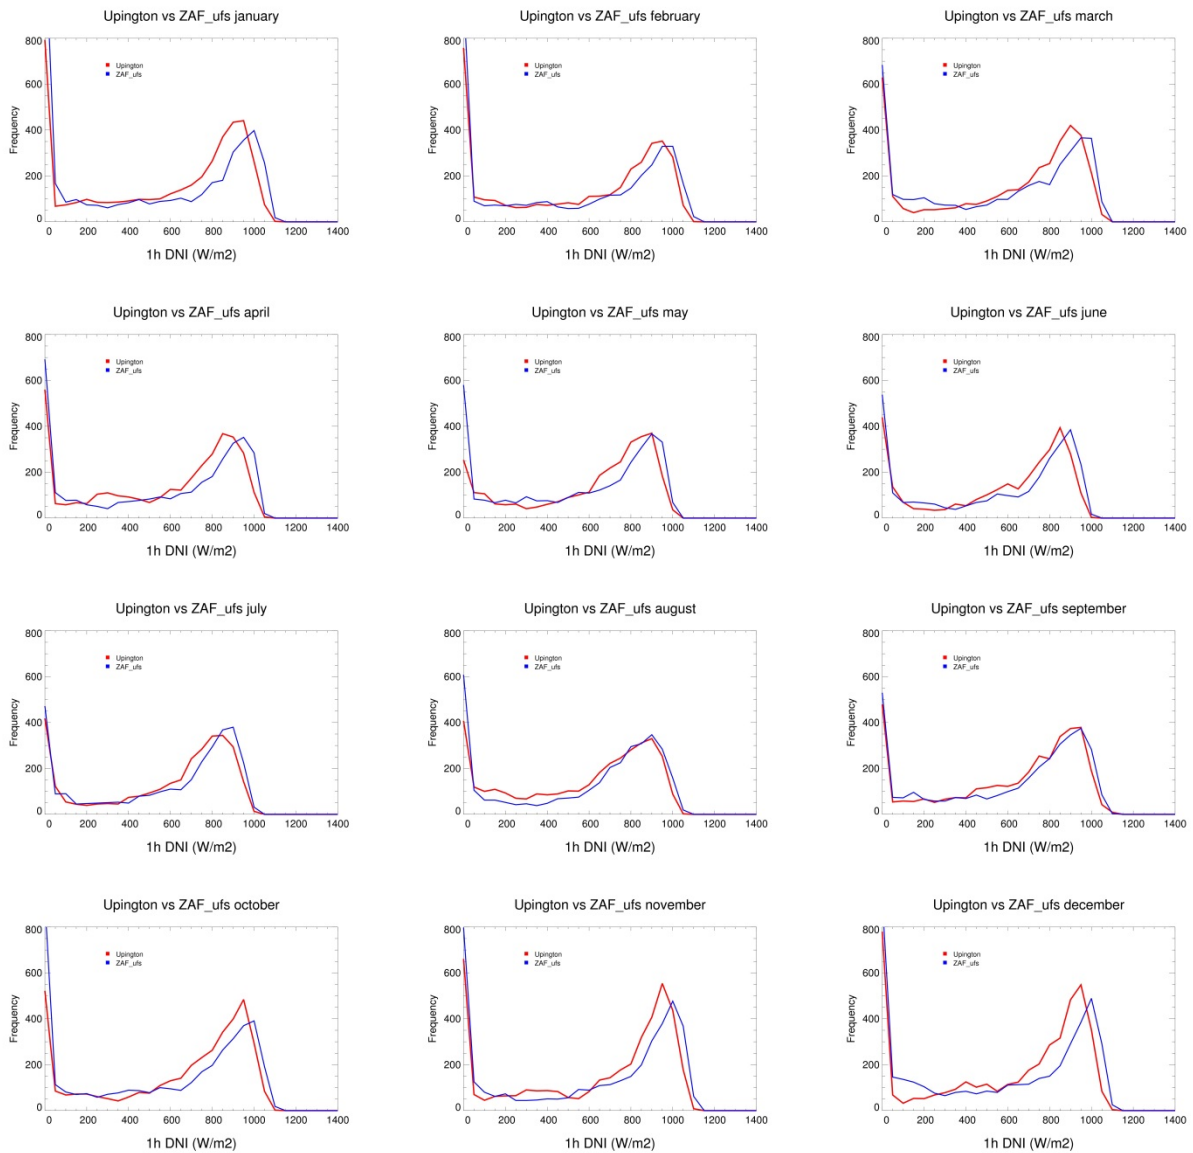 Upington vs ZAF_ufs january
800
600
400
200
0
Frequency
Upington
ZAF_ufs
0 200 400 600 800 1000 1200 1400
1h DNI (W/m2)
Upington vs ZAF_ufs february
800
600
400
200
0
Frequency
Upington
ZAF_ufs
0 200 400 600 800 1000 1200 1400
1h DNI (W/m2)
Upington vs ZAF_ufs march
800
600
400
200
0
Frequency
Upington
ZAF_ufs
0 200 400 600 800 1000 1200 1400
1h DNI (W/m2)
Upington vs ZAF_ufs april
800
600
400
200
0
Frequency
Upington
ZAF_ufs
0 200 400 600 800 1000 1200 1400
1h DNI (W/m2)
Upington vs ZAF_ufs may
800
600
400
200
0
Frequency
Upington
ZAF_ufs
0 200 400 600 800 1000 1200 1400
1h DNI (W/m2)
Upington vs ZAF_ufs june
800
600
400
200
0
Frequency
Upington
ZAF_ufs
0 200 400 600 800 1000 1200 1400
1h DNI (W/m2)
Upington vs ZAF_ufs july
800
600
400
200
0
Frequency
Upington
ZAF_ufs
0 200 400 600 800 1000 1200 1400
1h DNI (W/m2)
Upington vs ZAF_ufs august
800
600
400
200
0
Frequency
Upington
ZAF_ufs
0 200 400 600 800 1000 1200 1400
1h DNI (W/m2)
Upington vs ZAF_ufs september
800
600
400
200
0
Frequency
Upington
ZAF_ufs
0 200 400 600 800 1000 1200 1400
1h DNI (W/m2)
Upington vs ZAF_ufs october
800
600
400
200
0
Frequency
Upington
ZAF_ufs
0 200 400 600 800 1000 1200 1400
1h DNI (W/m2)
Upington vs ZAF_ufs november
800
600
400
200
0
Frequency
Upington
ZAF_ufs
0 200 400 600 800 1000 1200 1400
1h DNI (W/m2)
Upington vs ZAF_ufs december
800
600
400
200
0
Frequency
Upington
ZAF_ufs
0 200 400 600 800 1000 1200 1400
1h DNI (W/m2)